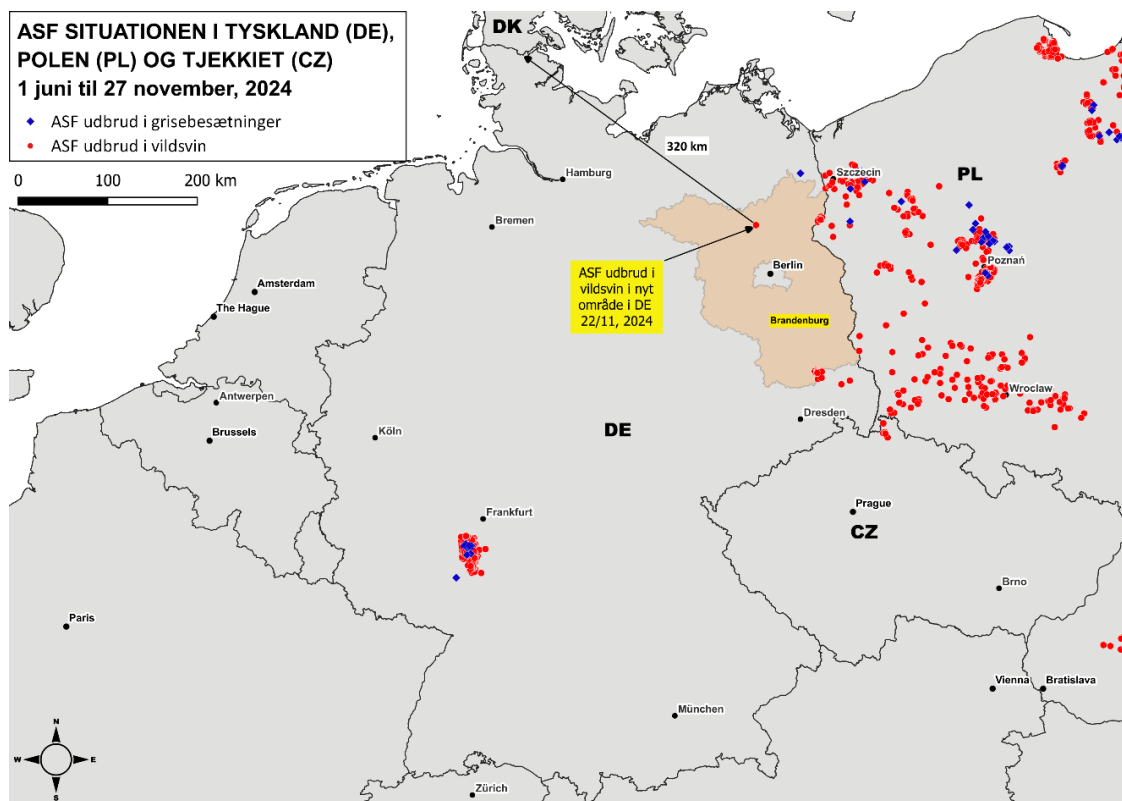 ASF SITUATIONEN I TYSKLAND (DE),
POLEN (PL) OG TJEKKIET (CZ)
1 juni til 27 november, 2024
ASF udbrud i grisebesætninger
ASF udbrud i vildsvin
0 100 200 km
DK
320 km
Hamburg
Szczecin
PL
Bremen
Berlin
Poznań
ASF udbrud i
vildsvin i nyt
område i DE
22/11, 2024
Amsterdam
The Hague
Brandenburg
Antwerpen
Wroclaw
Brussels
Köln
DE
Dresden
Frankfurt
Prague
CZ
Brno
Paris
Vienna
Bratislava
München
Zürich
N
W E
S